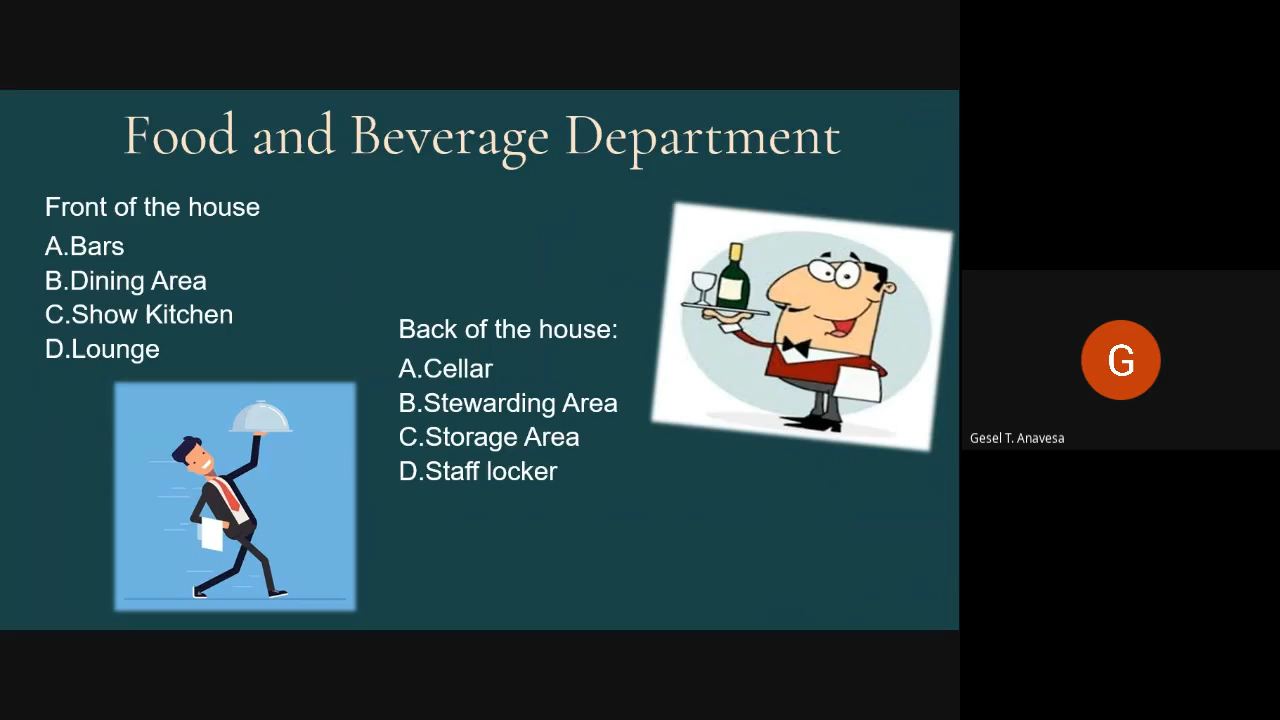 Food and Beverage Department
Front of the house
A.Bars
B.Dining Area
C.Show Kitchen
D.Lounge
Back of the house:
A.Cellar
B.Stewarding Area
C.Storage Area
D.Staff locker
G
Gesel T. Anavesa